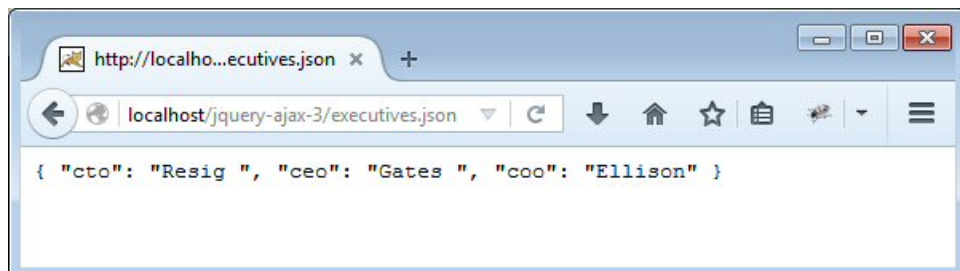 http://localho...ecutives.json
localhost/jquery-ajax-3/executives.json
{ "cto": "Resig ", "ceo": "Gates ", "coo": "Ellison" }